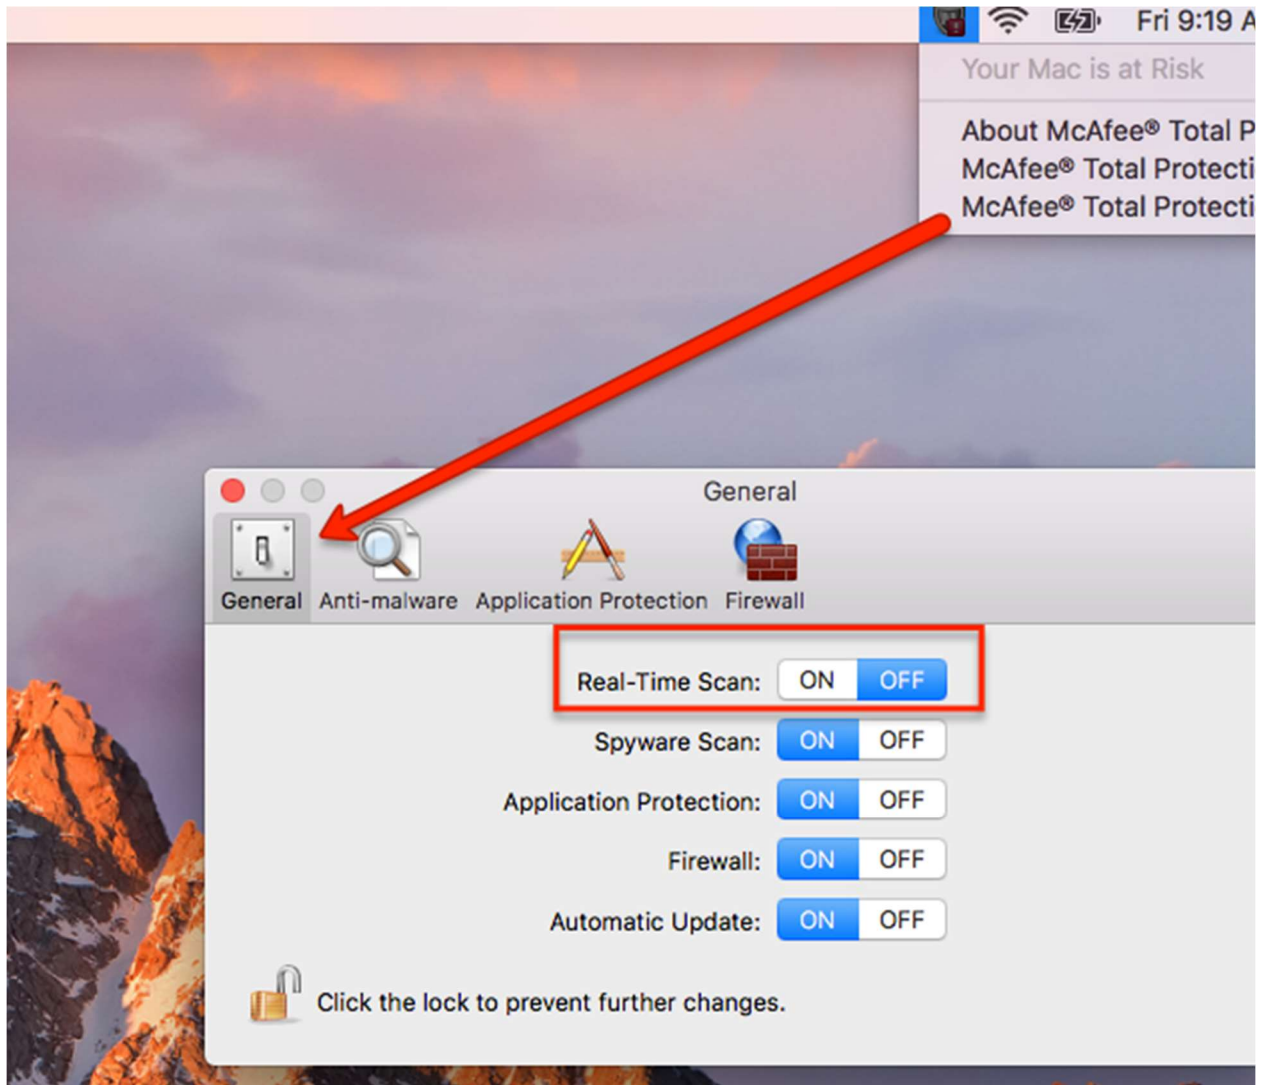 Fri 9:19 A
Your Mac is at Risk
About McAfee® Total P
McAfee® Total Protecti
McAfee® Total Protecti
General
General Anti-malware Application Protection Firewall
Real-Time Scan: ON OFF
Spyware Scan: ON OFF
Application Protection: ON OFF
Firewall: ON OFF
Automatic Update: ON OFF
Click the lock to prevent further changes.